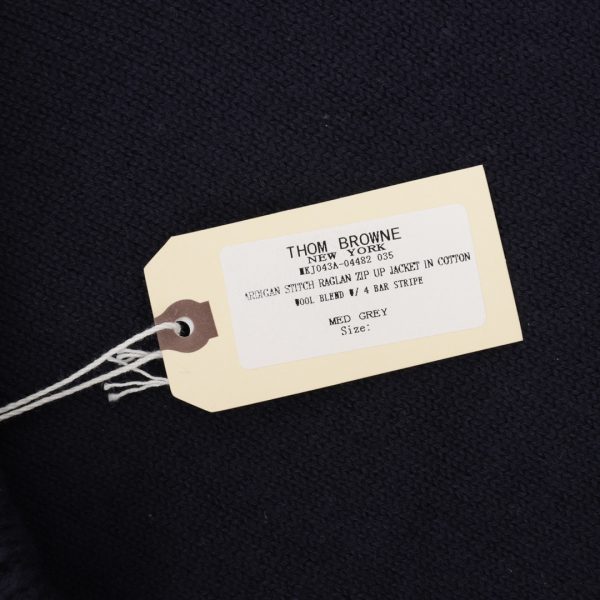 THOM BROWNE
NEW YORK
MKJ043A-04482 035
ARDIGAN STITCH RAGLAN ZIP UP JACKET IN COTTON
WOOL BLEND W/ 4 BAR STRIPE
MED GREY
Size: